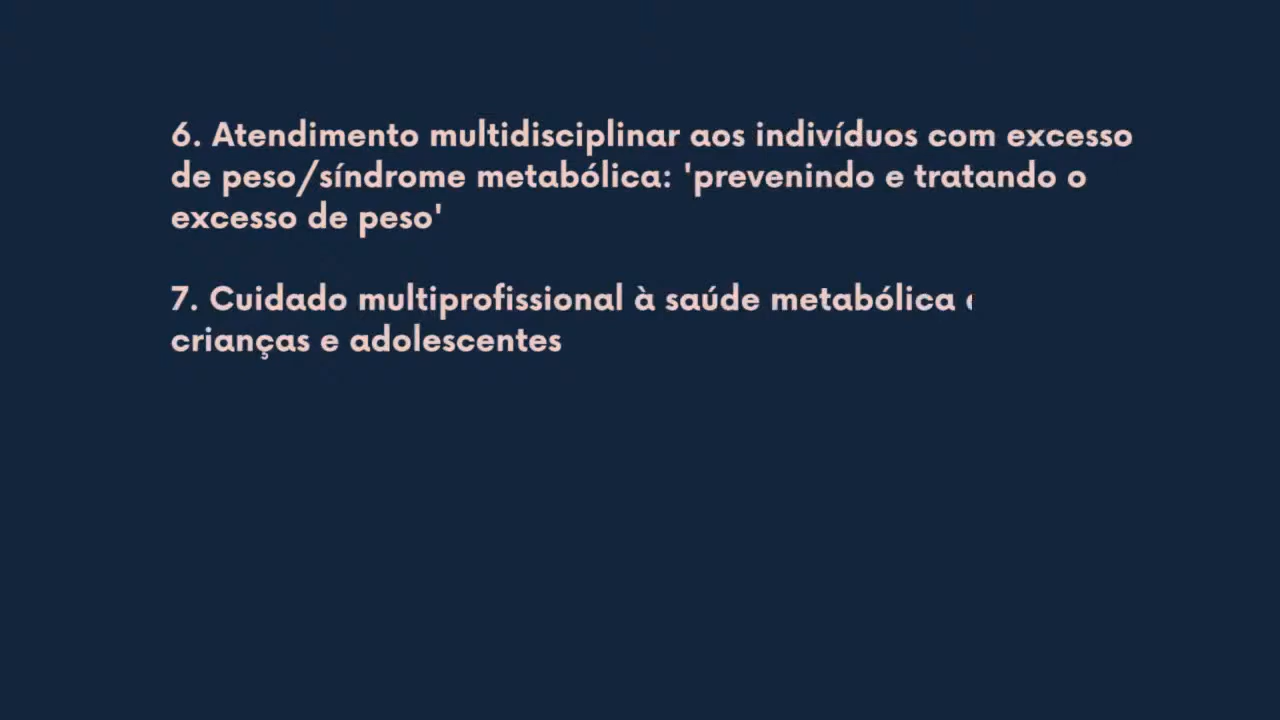 6. Atendimento multidisciplinar aos indivíduos com excesso
de peso/síndrome metabólica: 'prevenindo e tratando o
excesso de peso'
7. Cuidado multiprofissional à saúde metabólica
crianças e adolescentes